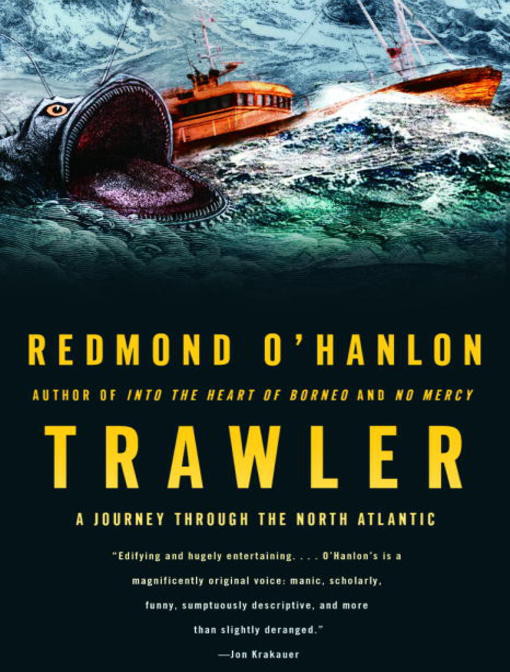 REDMOND O'HANLON
AUTHOR OF INTO THE HEART OF BORNEO AND NO MERCY
TRAWLER
A JOURNEY THROUGH THE NORTH ATLANTIC
"Edifying and hugely entertaining. . . . O'Hanlon's is a
magnificently original voice: manic, scholarly,
funny, sumptuously descriptive, and more
than slightly deranged."
—Jon Krakauer